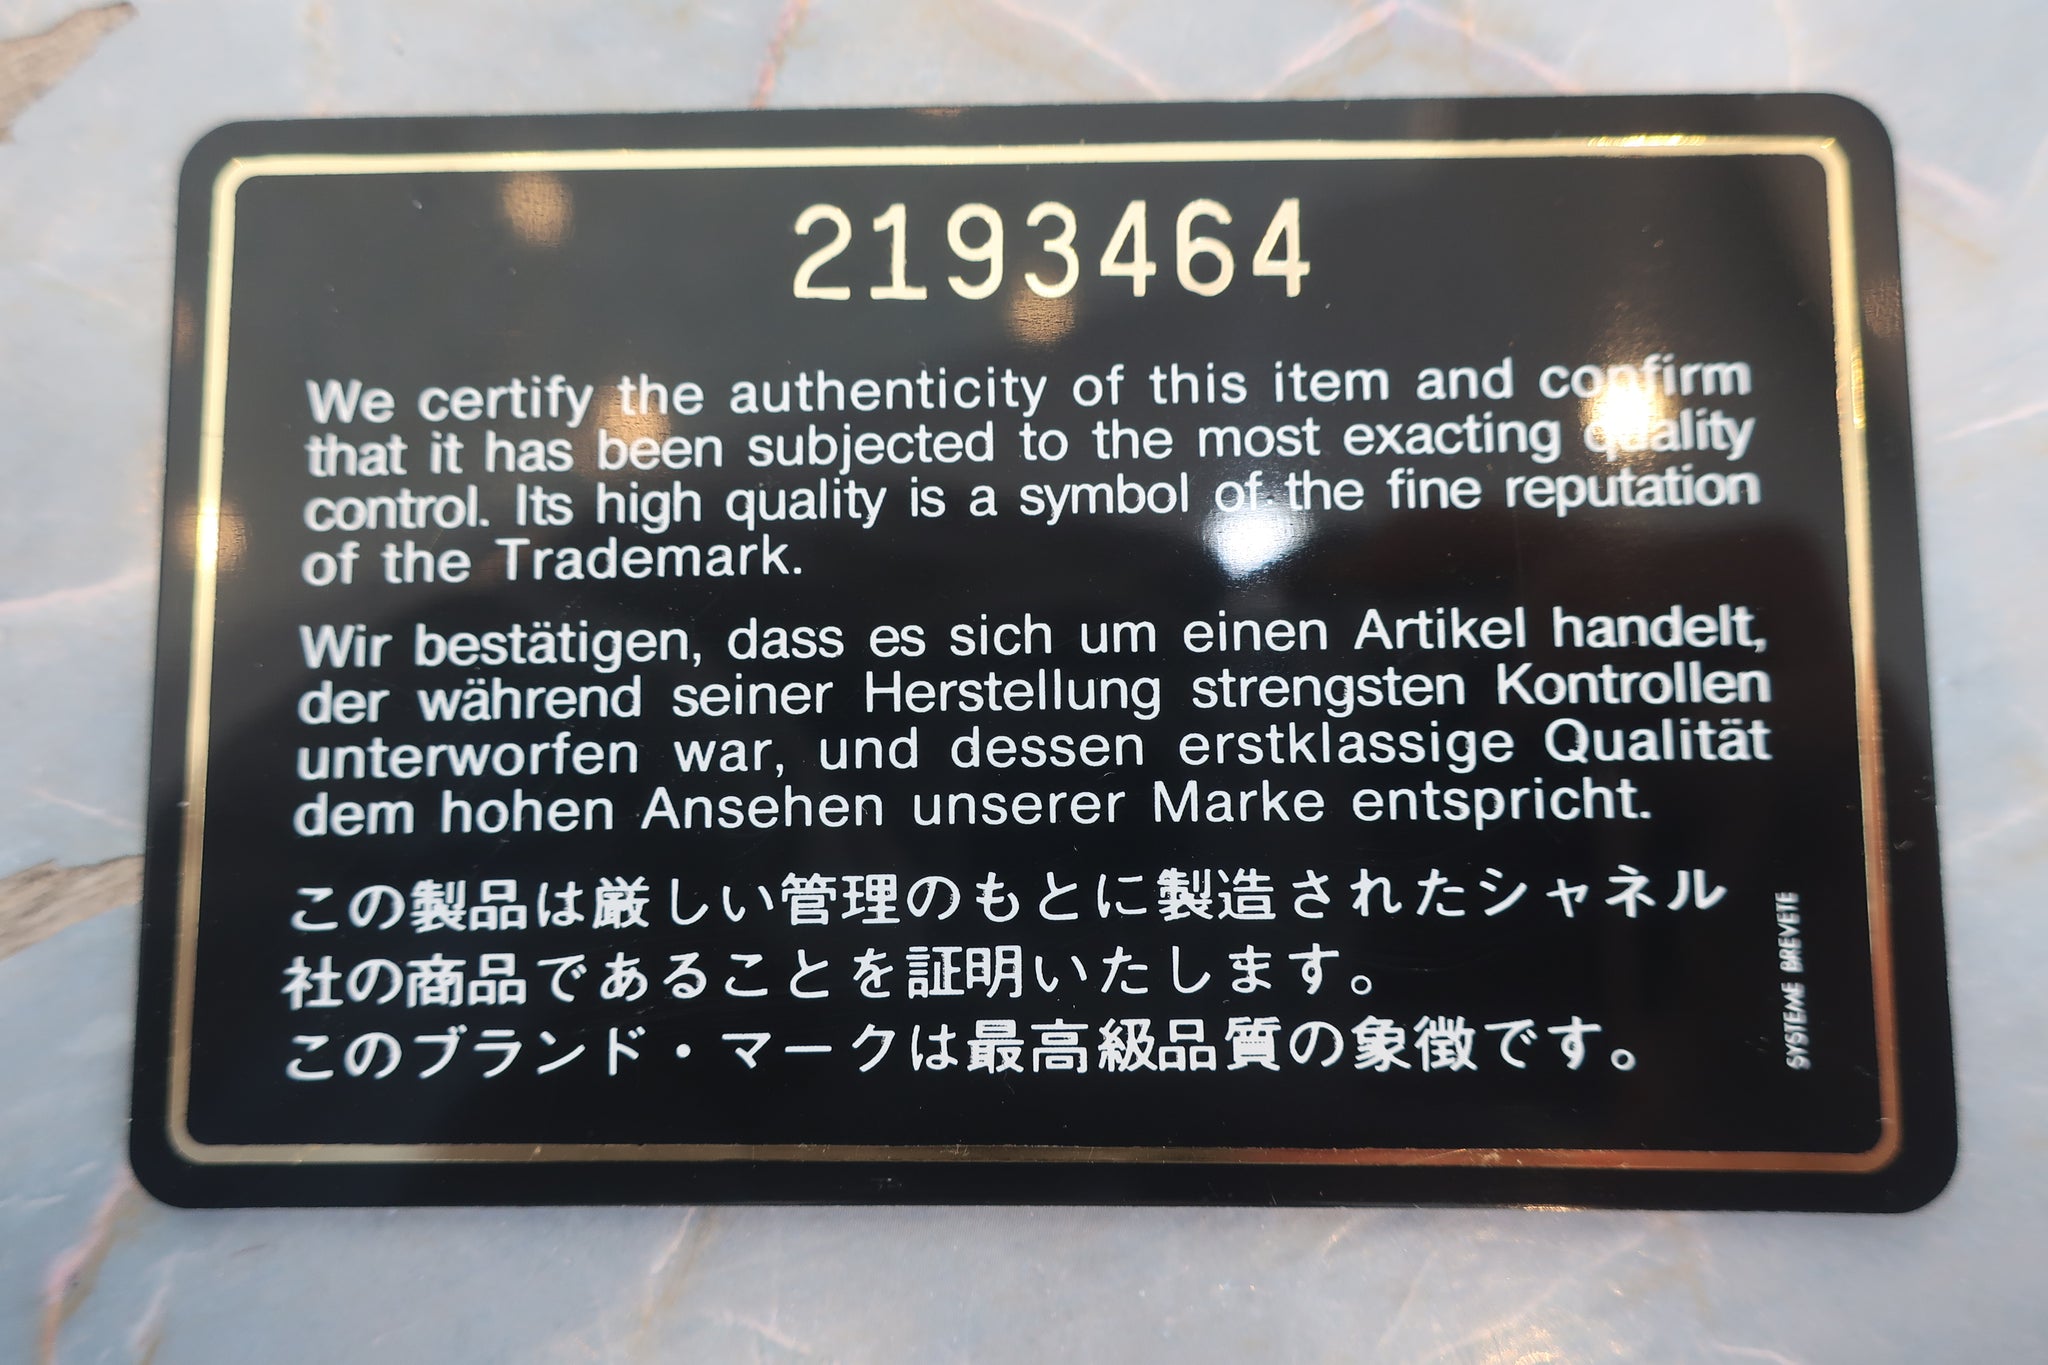 2193464
We certify the authenticity of this item and confirm
that it has been subjected to the most exacting quality
control. Its high quality is a symbol of the fine reputation
of the Trademark.
Wir bestätigen, dass es sich um einen Artikel handelt,
der während seiner Herstellung strengsten Kontrollen
unterworfen war, und dessen erstklassige Qualität
dem hohen Ansehen unserer Marke entspricht.
この製品は厳しい管理のもとに製造されたシャネル
社の商品であることを証明いたします。
このブランド・マークは最高級品質の象徴です。
SYSTEME BREVETE